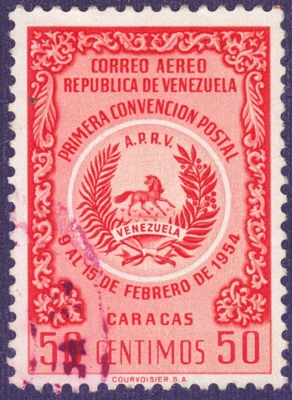 CORREO AEREO
REPUBLICA DE VENEZUELA
PRIMERA CONVENCION POSTAL
A.P.R.V.
VENEZUELA
9 AL 15 DE FEBRERO DE 1954
CARACAS
50 CENTIMOS 50
COURVOISIER S.A.